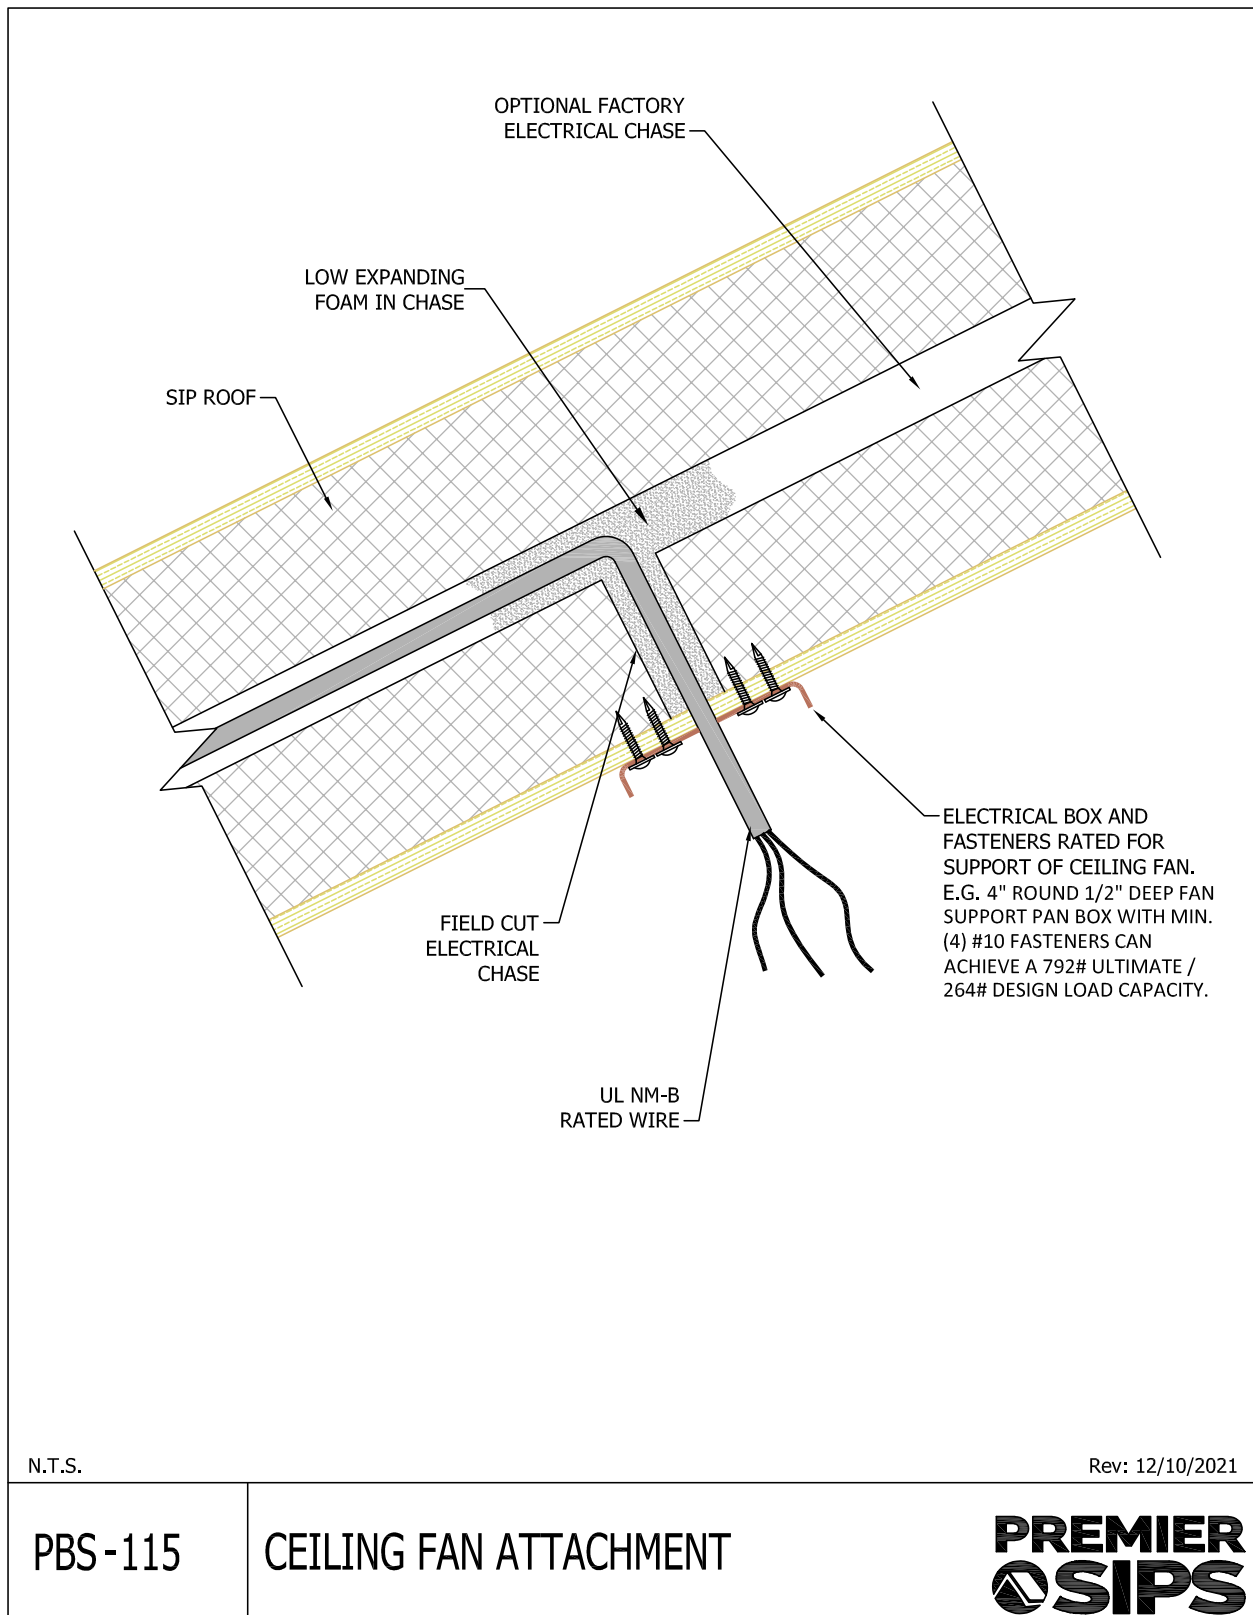 OPTIONAL FACTORY
ELECTRICAL CHASE
LOW EXPANDING
FOAM IN CHASE
SIP ROOF
ELECTRICAL BOX AND
FASTENERS RATED FOR
SUPPORT OF CEILING FAN.
E.G. 4" ROUND 1/2" DEEP FAN
SUPPORT PAN BOX WITH MIN.
(4) #10 FASTENERS CAN
ACHIEVE A 792# ULTIMATE /
264# DESIGN LOAD CAPACITY.
FIELD CUT
ELECTRICAL
CHASE
UL NM-B
RATED WIRE
N.T.S.
Rev: 12/10/2021
PBS-115
CEILING FAN ATTACHMENT
PREMIER
SIPS